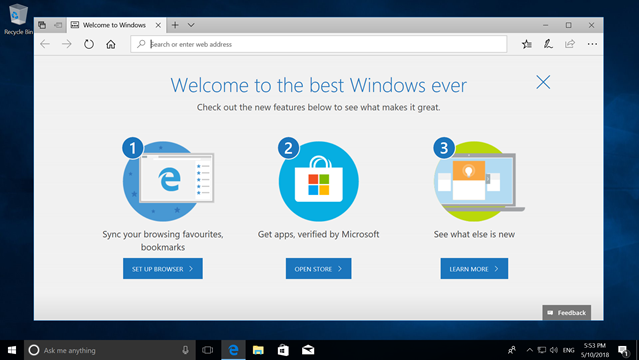 Recycle Bin
Welcome to Windows
Search or enter web address
Welcome to the best Windows ever
Check out the new features below to see what makes it great.
1
2
3
Sync your browsing favourites,
bookmarks
Get apps, verified by Microsoft
See what else is new
SET UP BROWSER
OPEN STORE
LEARN MORE
Feedback
Ask me anything
ENG
5:53 PM
5/10/2018